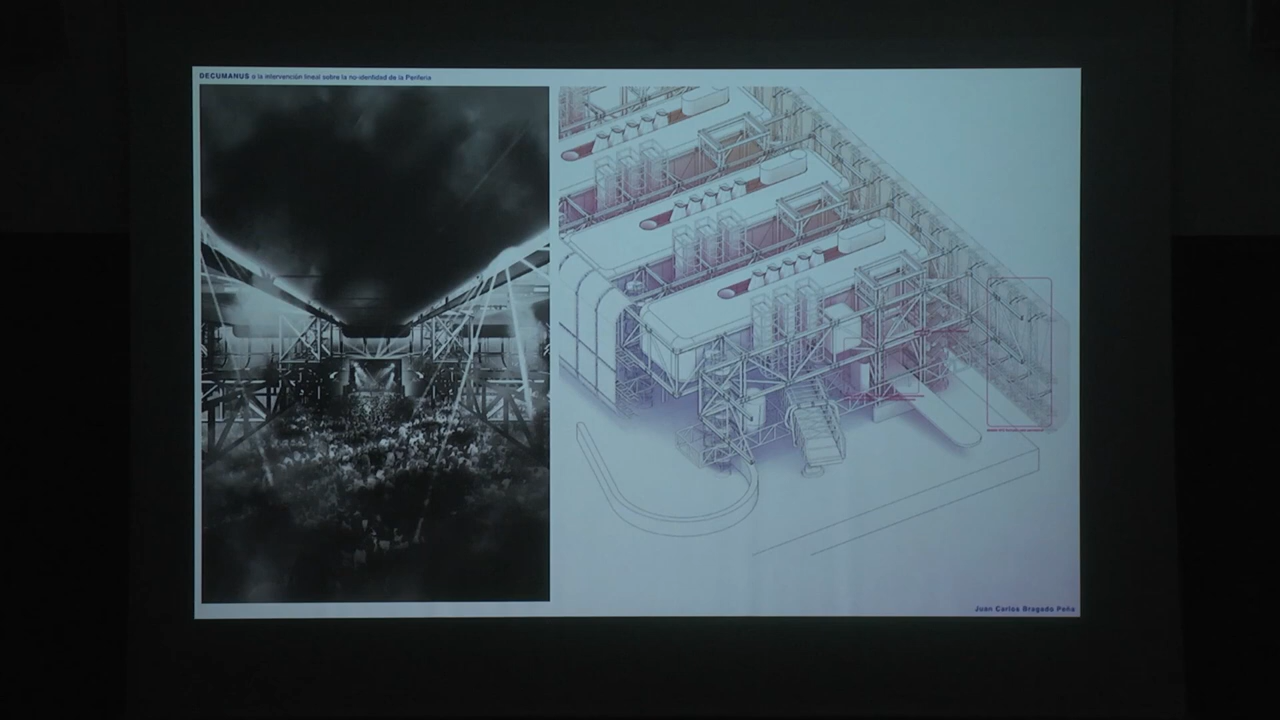 DECUMANUS o la intervención lineal sobre la no-identidad de la Periferia
Juan Carlos Bragado Peña